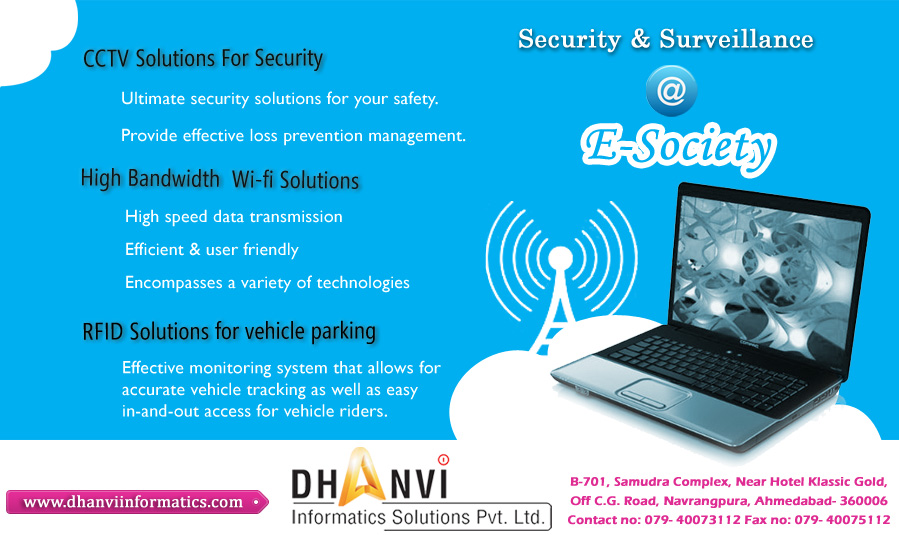 CCTV Solutions For Security
Ultimate security solutions for your safety.
Provide effective loss prevention management.
High Bandwidth Wi-fi Solutions
High speed data transmission
Efficient & user friendly
Encompasses a variety of technologies
RFID Solutions for vehicle parking
Effective monitoring system that allows for
accurate vehicle tracking as well as easy
in-and-out access for vehicle riders.
Security & Surveillance
@
E-Society
www.dhanviinformatics.com
DHANVI
Informatics Solutions Pvt. Ltd.
B-701, Samudra Complex, Near Hotel Klassic Gold,
Off C.G. Road, Navrangpura, Ahmedabad- 360006
Contact no: 079- 40073112 Fax no: 079- 40075112